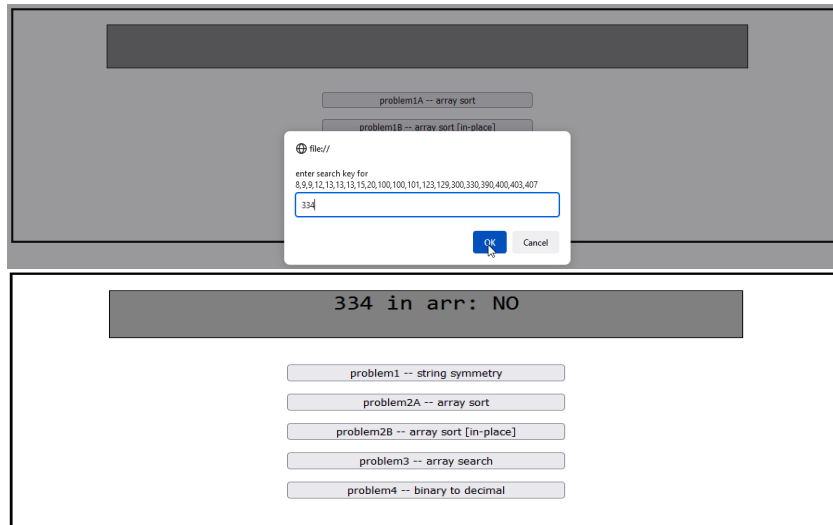 problem1A -- array sort
problem1B -- array sort [in-place]
file://
enter search key for
8,9,9,12,13,13,13,15,20,100,100,101,123,129,300,330,390,400,403,407
334
OK
Cancel
334 in arr: NO
problem1 -- string symmetry
problem2A -- array sort
problem2B -- array sort [in-place]
problem3 -- array search
problem4 -- binary to decimal